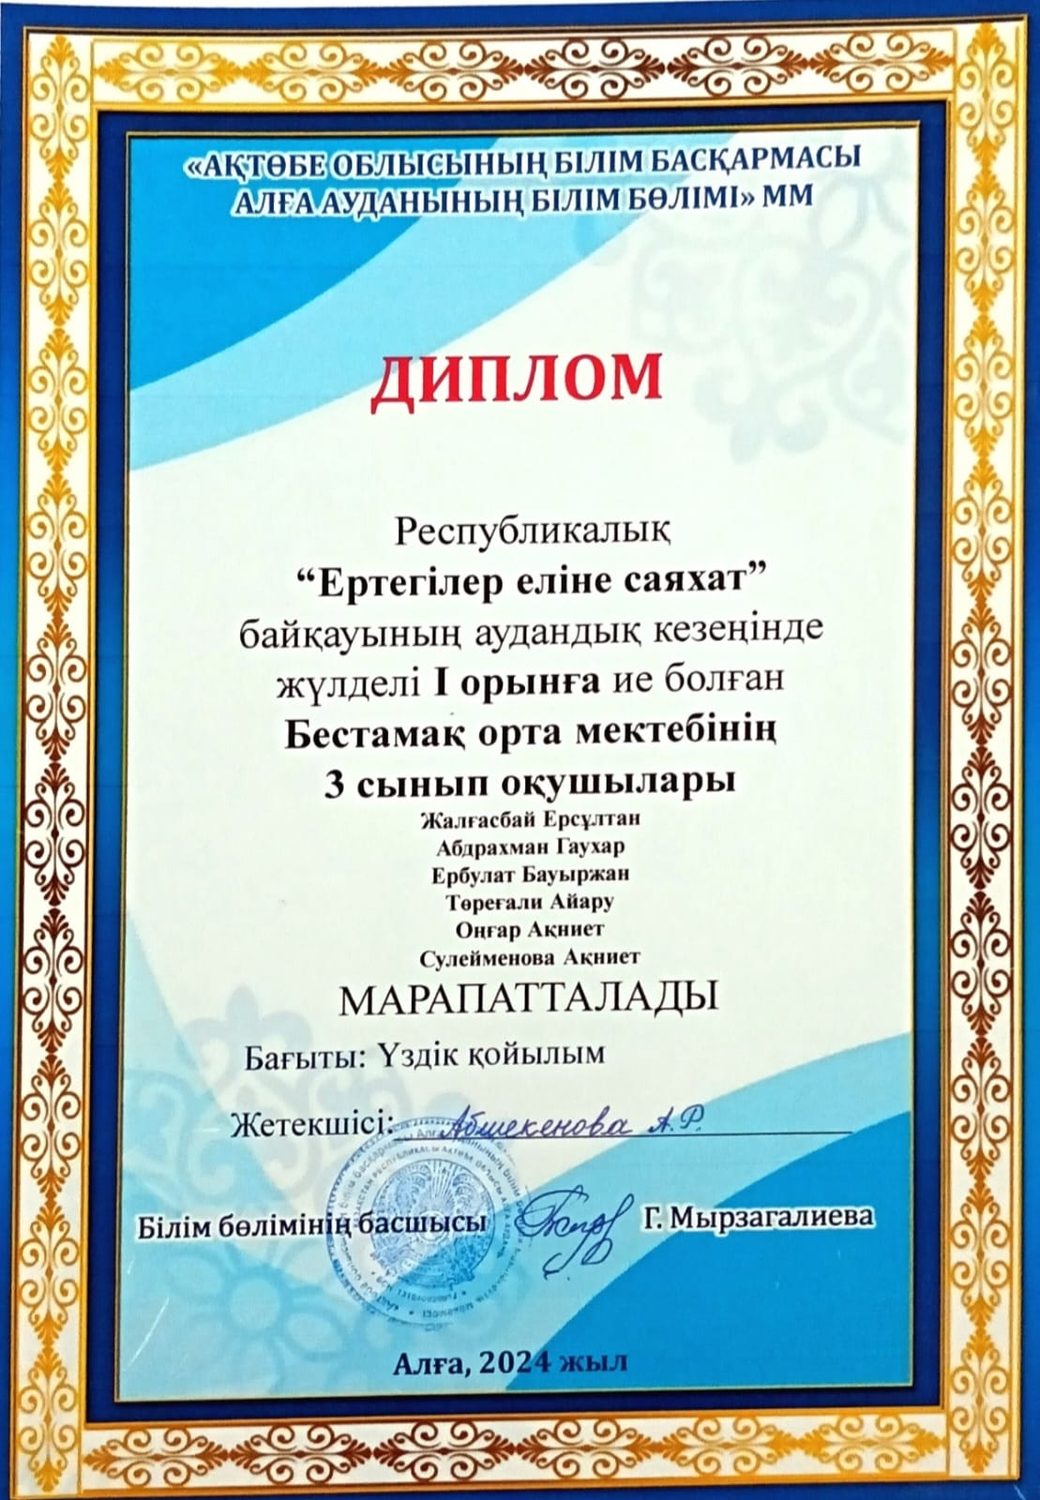 «АҚТӨБЕ ОБЛЫСЫНЫҢ БІЛІМ БАСҚАРМАСЫ
АЛҒА АУДАНЫНЫҢ БІЛІМ БӨЛІМІ» ММ
ДИПЛОМ
Республикалық
“Ертегілер еліне саяхат”
байқауының аудандық кезеңінде
жүлделі I орынға ие болған
Бестамақ орта мектебінің
3 сынып оқушылары
Жалғасбай Ерсұлтан
Абдрахман Гаухар
Ербулат Бауыржан
Төреғали Айару
Оңғар Ақниет
Сулейменова Ақниет
МАРАПАТТАЛАДЫ
Бағыты: Үздік қойылым
Жетекшісі: Абшекенова А.Р.
Білім бөлімінің басшысы Г. Мырзагалиева
Алға, 2024 жыл